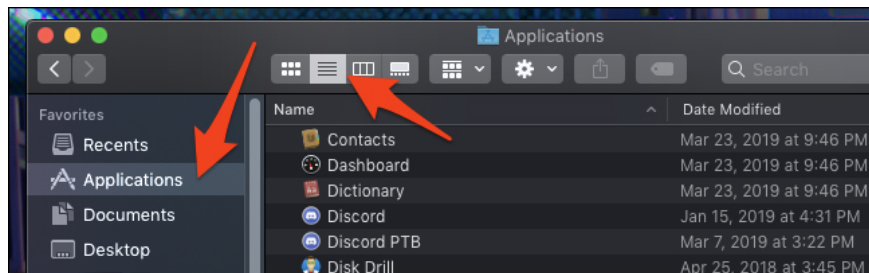 Applications
Search
Favorites
Recents
Applications
Documents
Desktop
Name Date Modified
Contacts Mar 23, 2019 at 9:46 PM
Dashboard Mar 23, 2019 at 9:46 PM
Dictionary Mar 23, 2019 at 9:46 PM
Discord Jan 15, 2019 at 4:31 PM
Discord PTB Mar 7, 2019 at 3:22 PM
Disk Drill Apr 25, 2018 at 3:45 PM